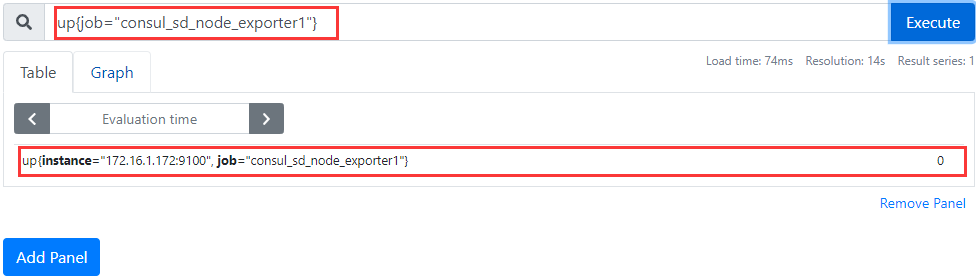 up{job="consul_sd_node_exporter1"}
Execute
Load time: 74ms Resolution: 14s Result series: 1
Table Graph
Evaluation time
up{instance="172.16.1.172:9100", job="consul_sd_node_exporter1"} 0
Remove Panel
Add Panel